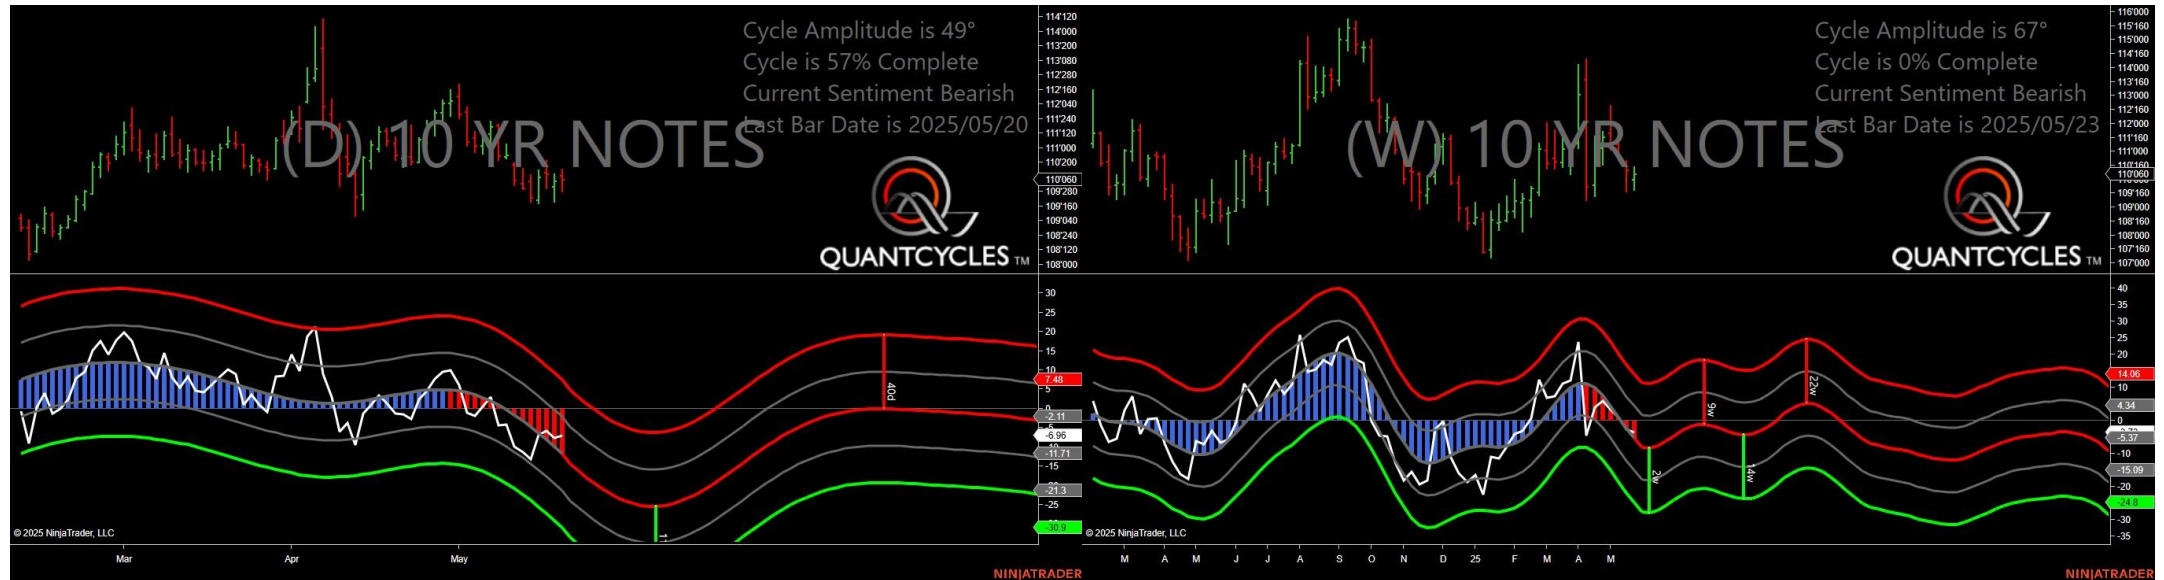 Cycle Amplitude is 49°
Cycle is 57% Complete
Current Sentiment Bearish
Last Bar Date is 2025/05/20
(D) 10 YR NOTES
QUANTCYCLES TM
114'120
114'000
113'200
113'080
112'280
112'160
112'040
111'240
111'120
111'000
110'200
110'060
109'280
109'160
109'040
108'240
108'120
108'000
30
25
20
15
10
7.48
5
0
-2.11
-5
-6.96
-11.71
-15
-21.3
-25
-30.9
40d
© 2025 NinjaTrader, LLC
Mar Apr May
NINJATRADER
Cycle Amplitude is 67°
Cycle is 0% Complete
Current Sentiment Bearish
Last Bar Date is 2025/05/23
(W) 10 YR NOTES
QUANTCYCLES TM
116'000
115'160
115'000
114'160
114'000
113'160
113'000
112'160
112'000
111'160
111'000
110'160
110'060
109'160
109'000
108'160
108'000
107'160
107'000
40
35
30
25
20
14.06
10
4.34
0
-5.37
-10
-15.09
-24.8
-30
-35
2w
9w
14w
22w
© 2025 NinjaTrader, LLC
M A M J J A S O N D 25 F M A M
NINJATRADER